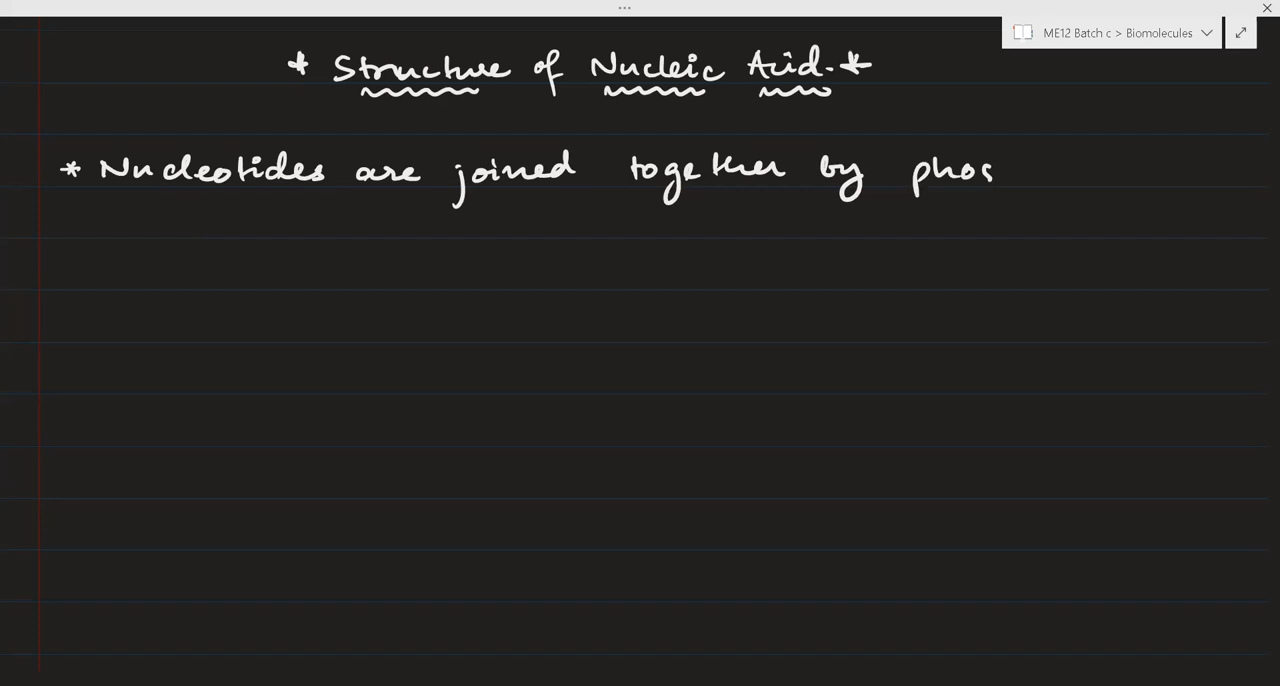 ME12 Batch c > Biomolecules
* Structure of Nucleic Acid. *
* Nucleotides are joined together by phos